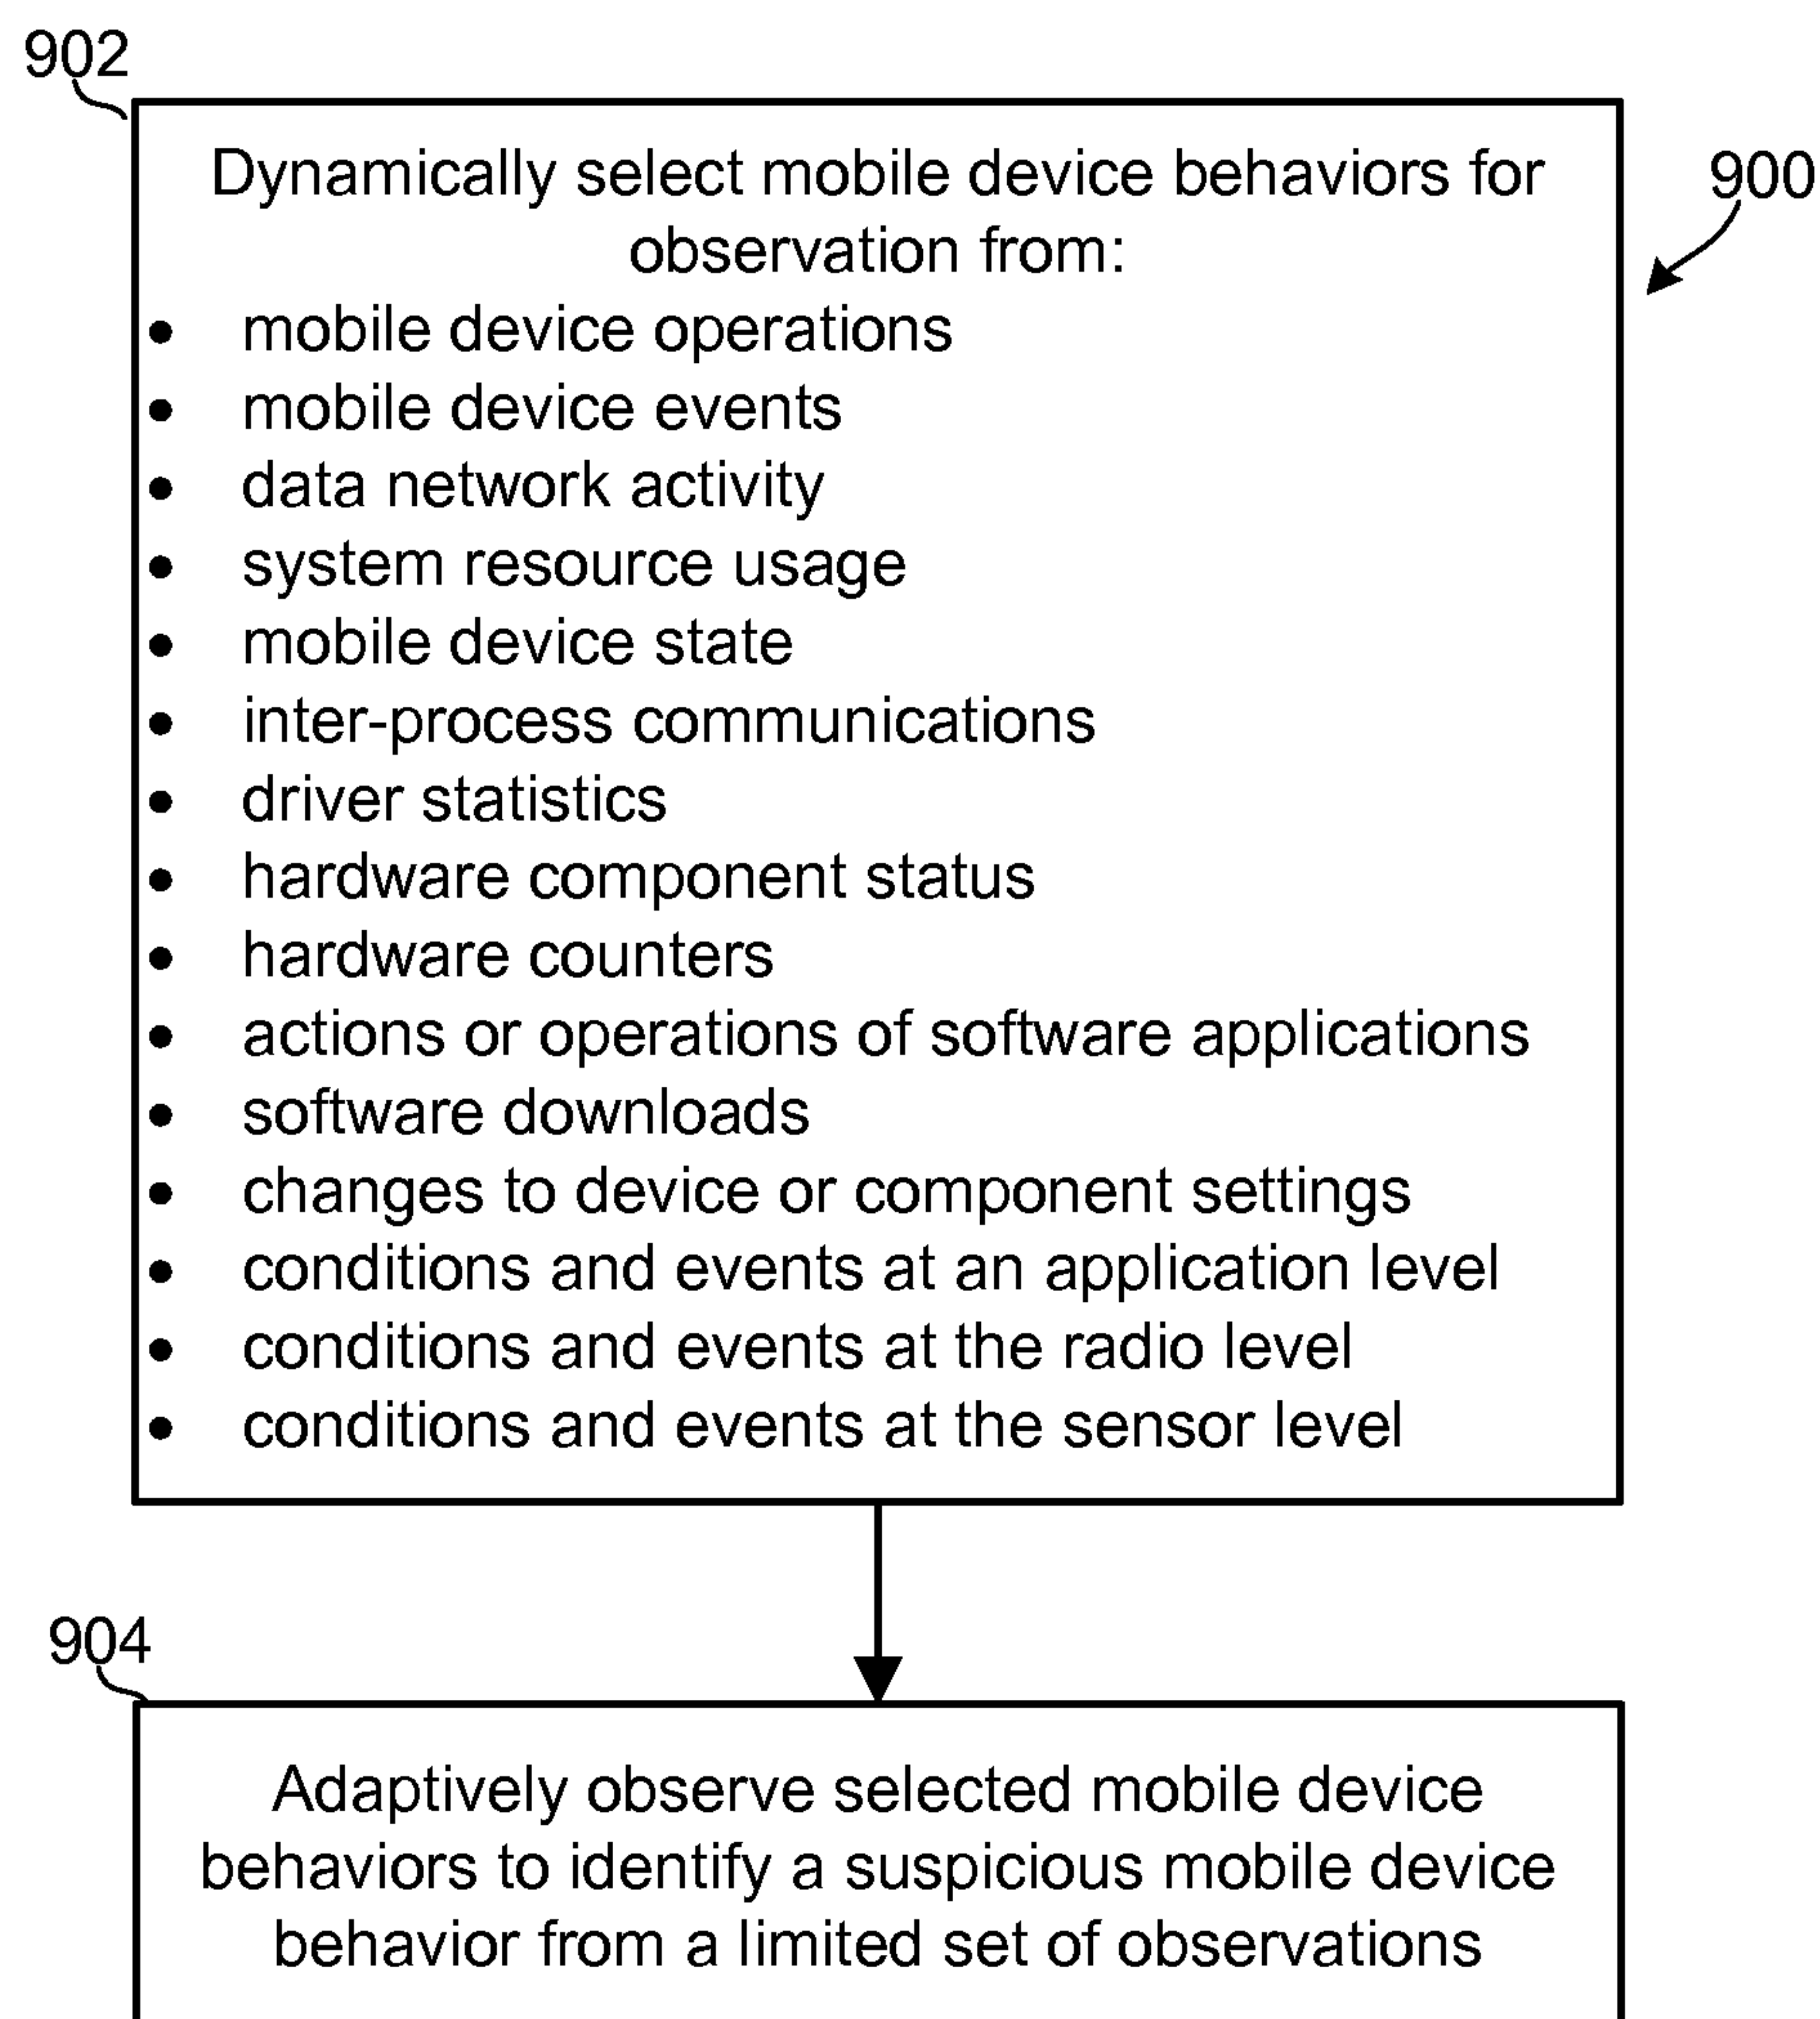 902
Dynamically select mobile device behaviors for
900
observation from:
• mobile device operations
• mobile device events
• data network activity
• system resource usage
• mobile device state
• inter-process communications
• driver statistics
• hardware component status
• hardware counters
• actions or operations of software applications
• software downloads
• changes to device or component settings
• conditions and events at an application level
• conditions and events at the radio level
• conditions and events at the sensor level
904
Adaptively observe selected mobile device
behaviors to identify a suspicious mobile device
behavior from a limited set of observations